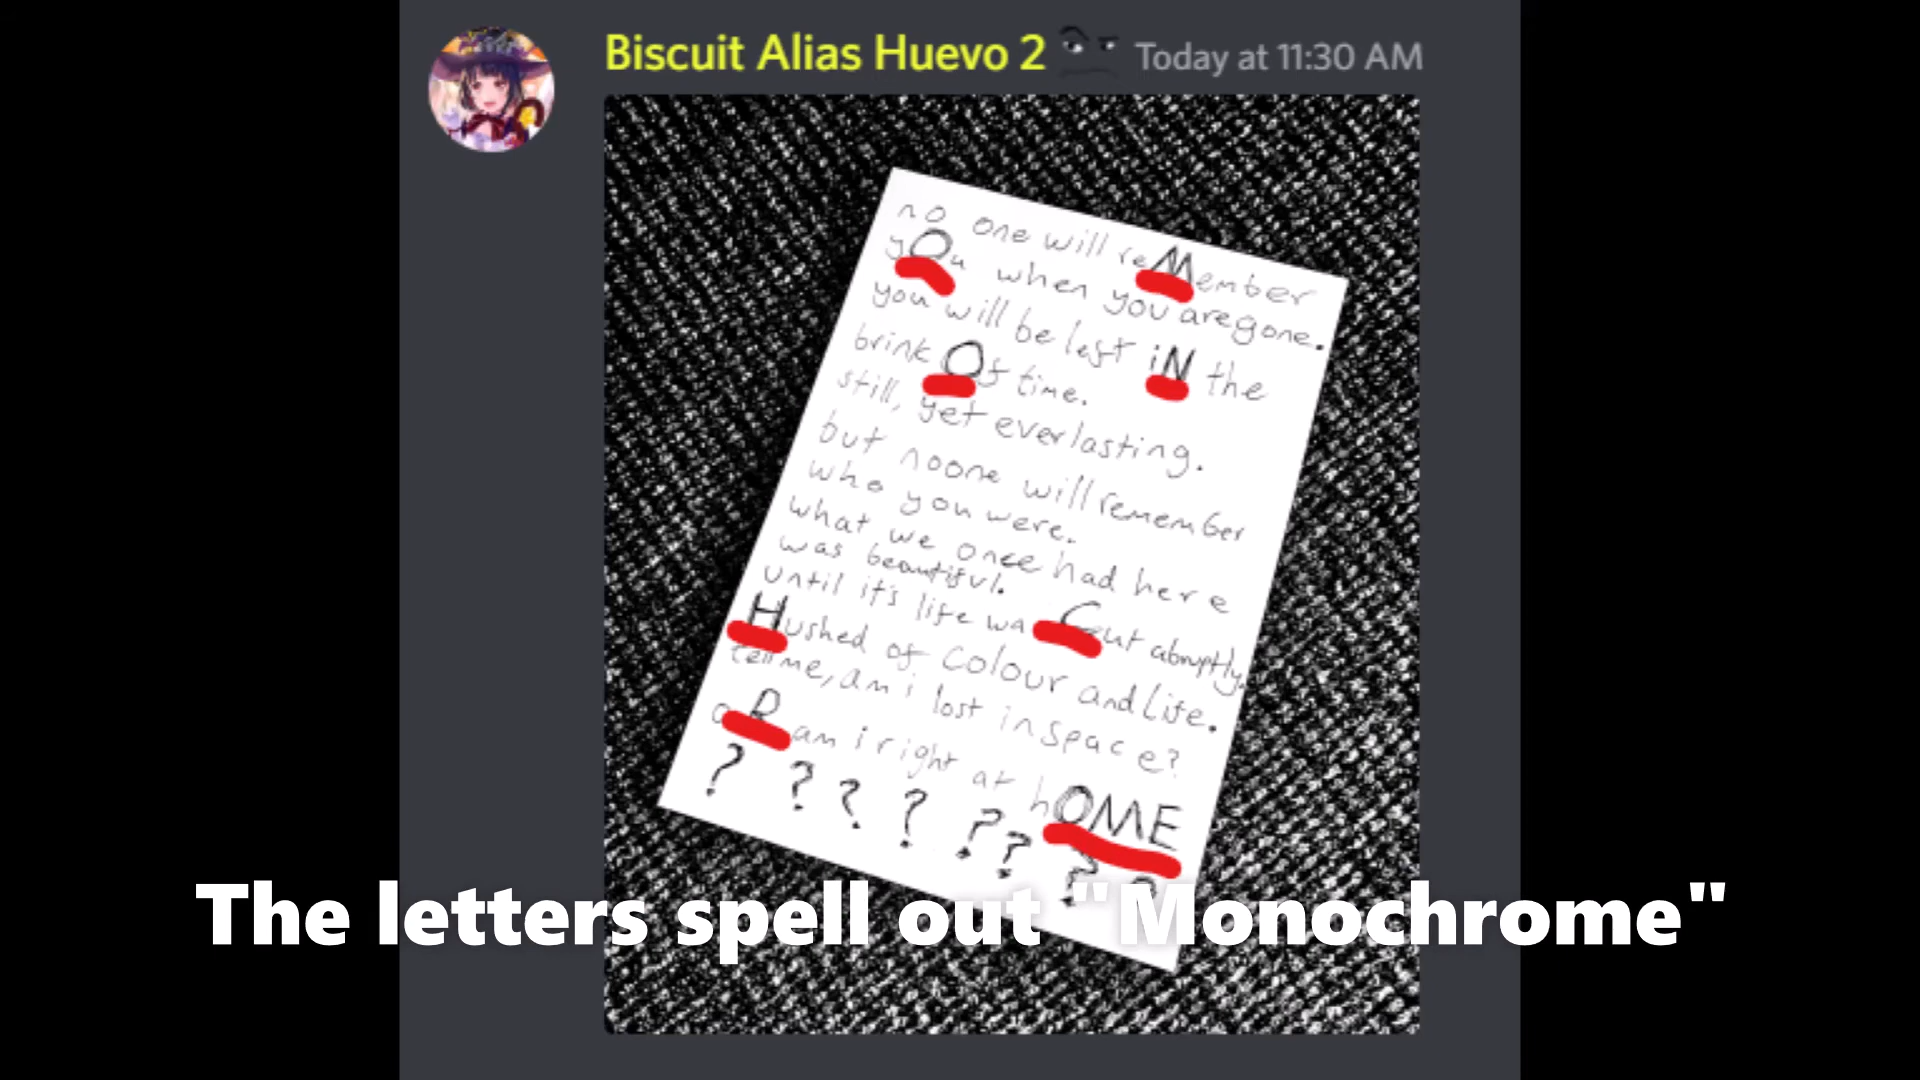 Biscuit Alias Huevo 2 Today at 11:30 AM
no one will reMember
yOu when you are gone.
you will be left iN the
brink Of time.
still, yet everlasting.
but noone will remember
who you were.
what we once had here
was beautiful.
until it's life wa Cut abruptly.
Hushed of colour and life.
tell me, am i lost in space?
oR am i right at hOME
? ? ? ? ? ? ? ?
The letters spell out "Monochrome"